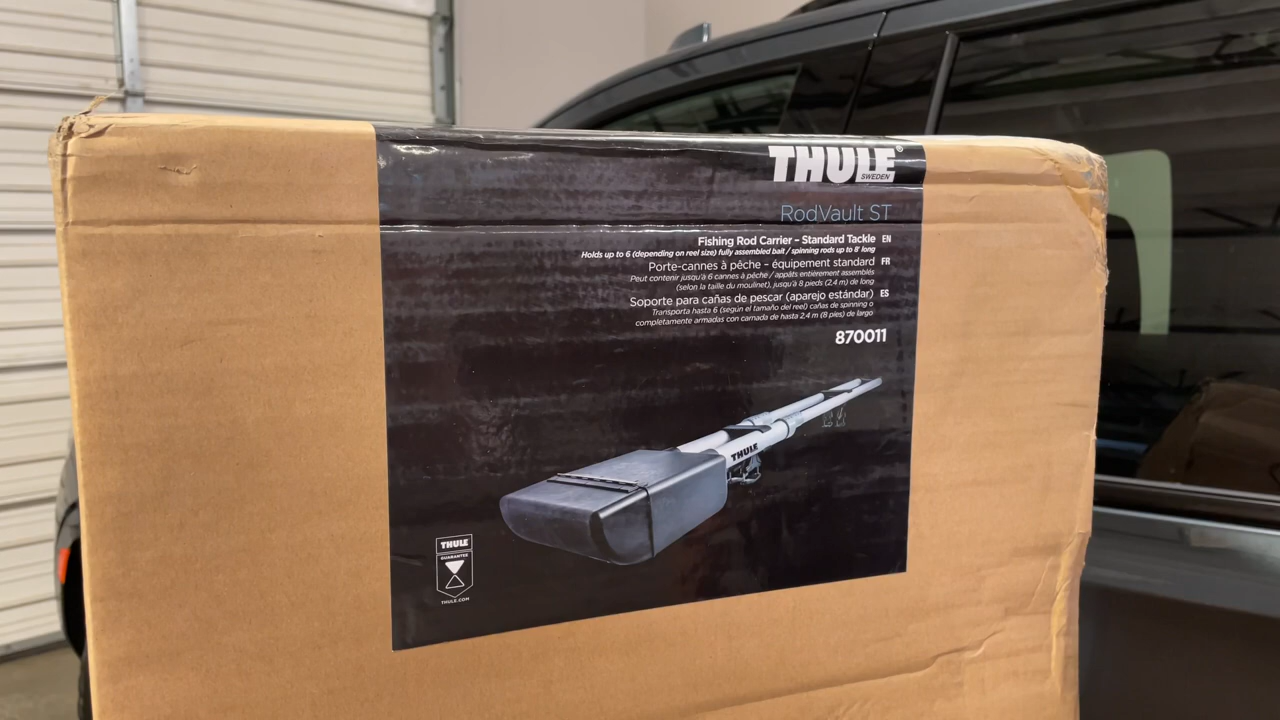 THULE®
SWEDEN
RodVault ST
Fishing Rod Carrier – Standard Tackle EN
Holds up to 6 (depending on reel size) fully assembled bait / spinning rods up to 8' long
Porte-cannes à pêche – équipement standard FR
Peut contenir jusqu'à 6 cannes à pêche / appâts entièrement assemblés
(selon la taille du moulinet), jusqu'à 8 pieds (2.4 m) de long
Soporte para cañas de pescar (aparejo estándar) ES
Transporta hasta 6 (según el tamaño del reel) cañas de spinning o
completamente armadas con carnada de hasta 2.4 m (8 pies) de largo
870011
THULE
THULE
GUARANTEE
THULE.COM